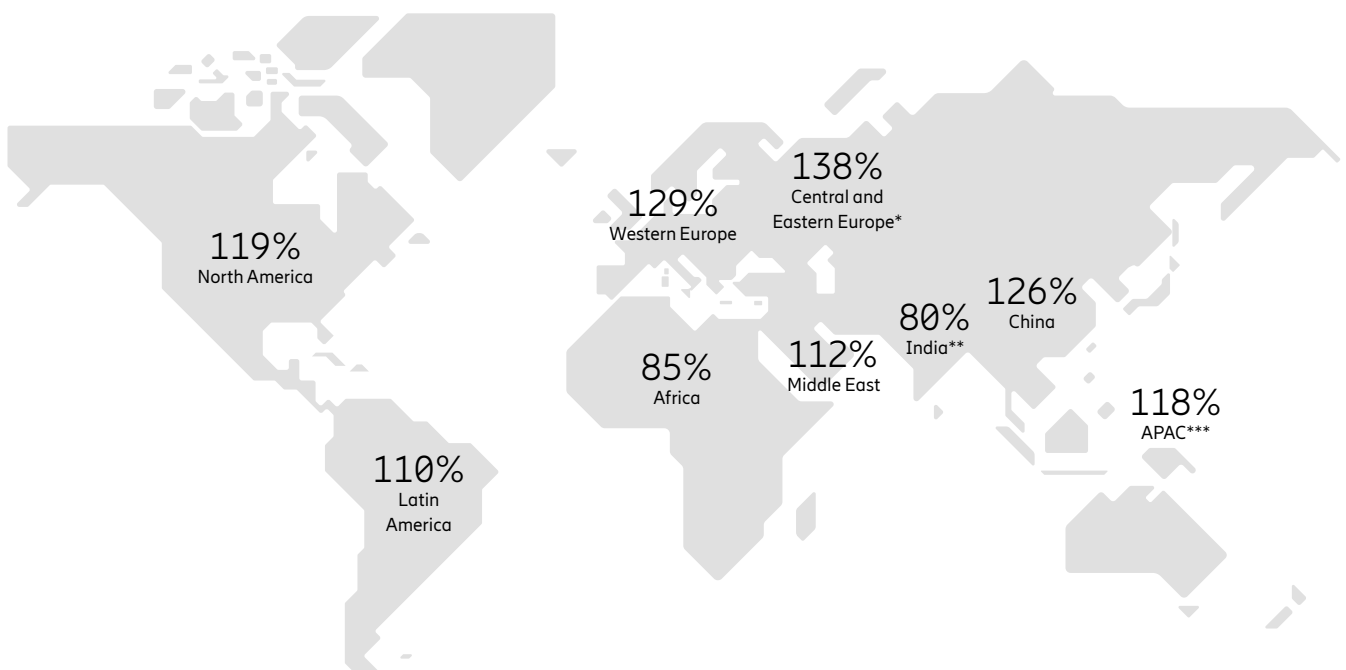 138%
Central and
Eastern Europe*
129%
Western Europe
119%
North America
126%
China
80%
India**
112%
Middle East
85%
Africa
118%
APAC***
110%
Latin
America